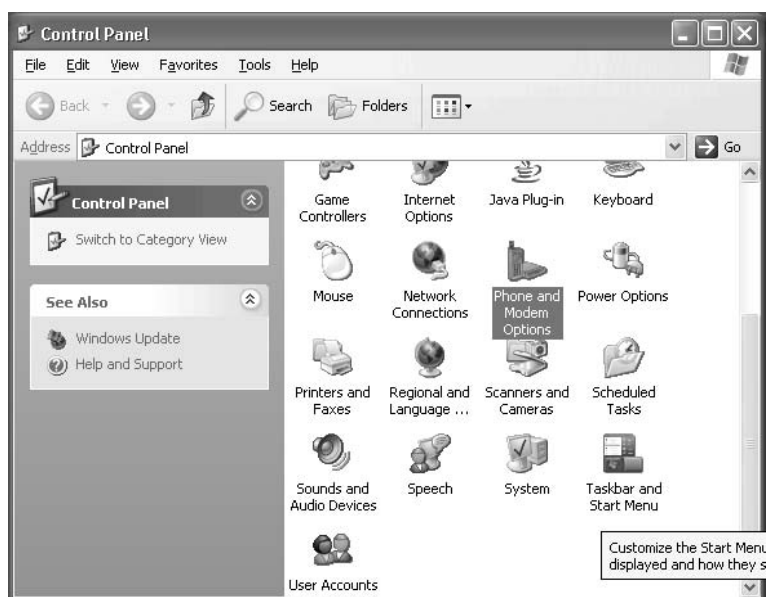 Control Panel
File Edit View Favorites Tools Help
Back Search Folders
Address Control Panel Go
Control Panel
Switch to Category View
See Also
Windows Update
Help and Support
Game Controllers
Internet Options
Java Plug-in
Keyboard
Mouse
Network Connections
Phone and Modem Options
Power Options
Printers and Faxes
Regional and Language ...
Scanners and Cameras
Scheduled Tasks
Sounds and Audio Devices
Speech
System
Taskbar and Start Menu
User Accounts
Customize the Start Menu
displayed and how they s